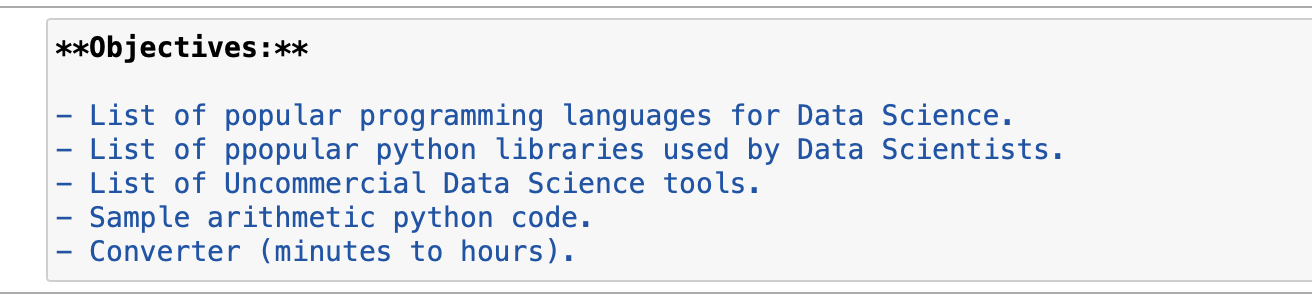 **Objectives:**
- List of popular programming languages for Data Science.
- List of ppopular python libraries used by Data Scientists.
- List of Uncommercial Data Science tools.
- Sample arithmetic python code.
- Converter (minutes to hours).